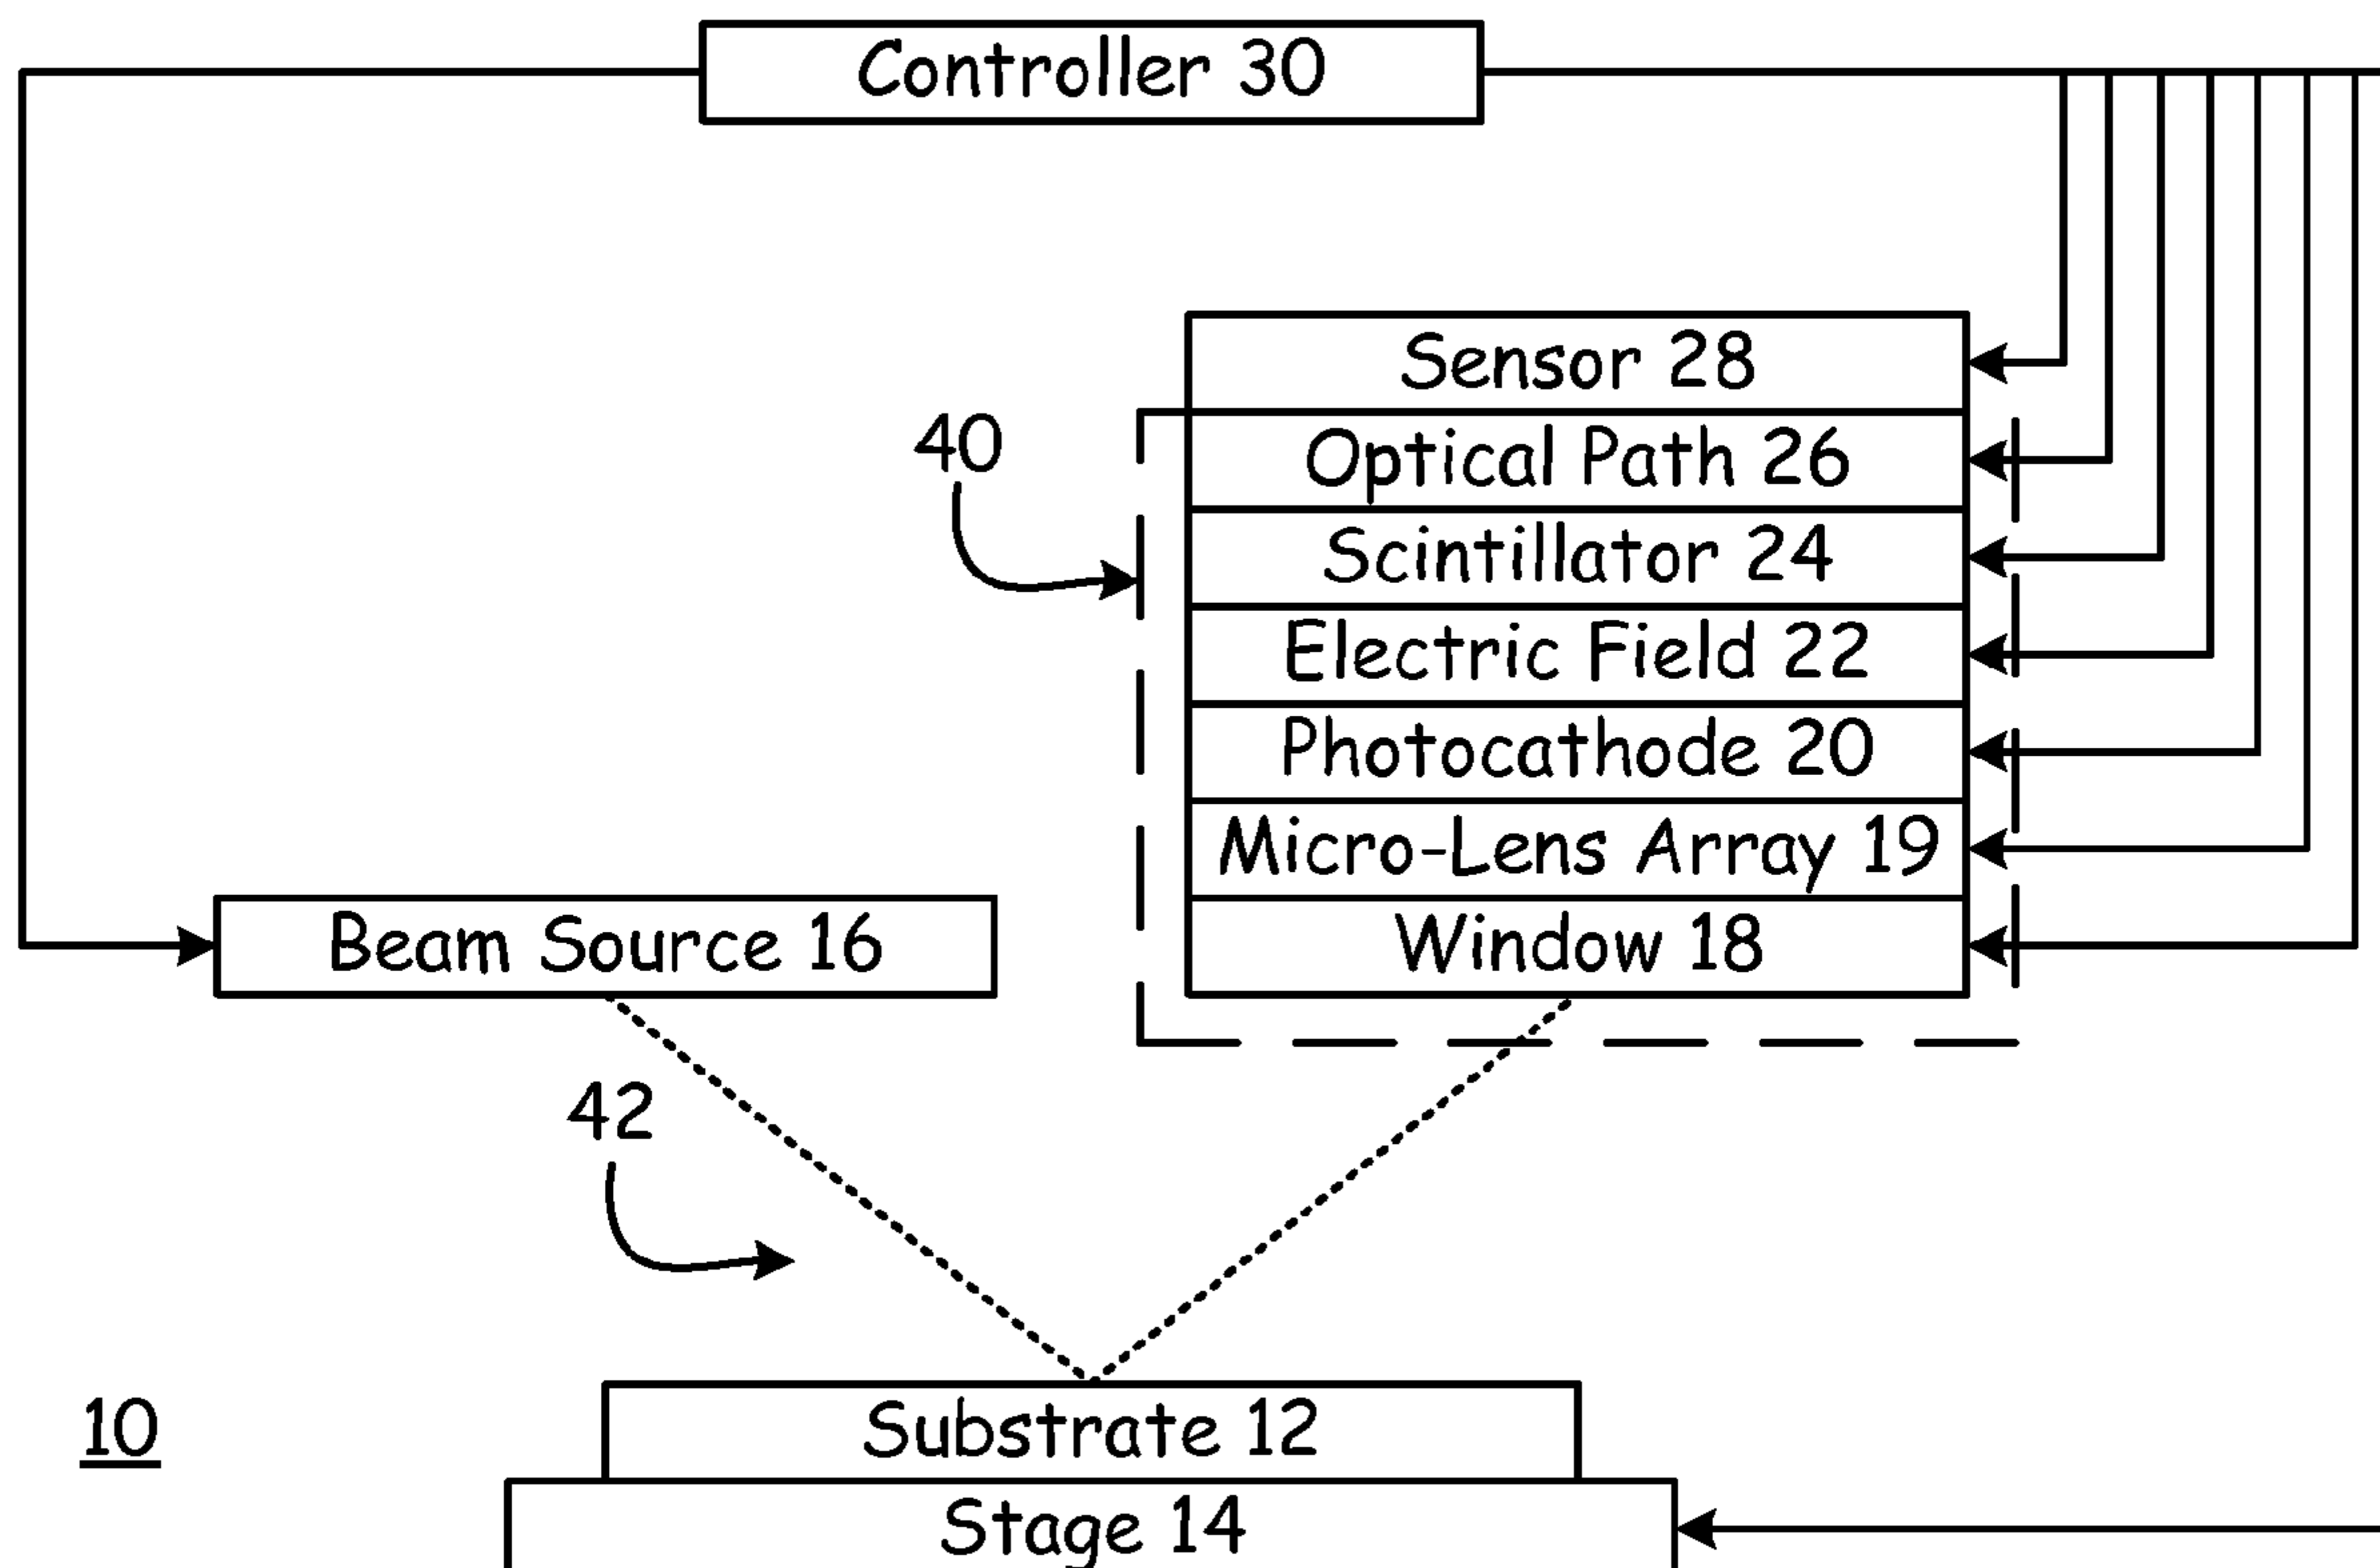 Controller 30
Sensor 28
40
Optical Path 26
Scintillator 24
Electric Field 22
Photocathode 20
Micro-Lens Array 19
Beam Source 16
Window 18
42
10
Substrate 12
Stage 14